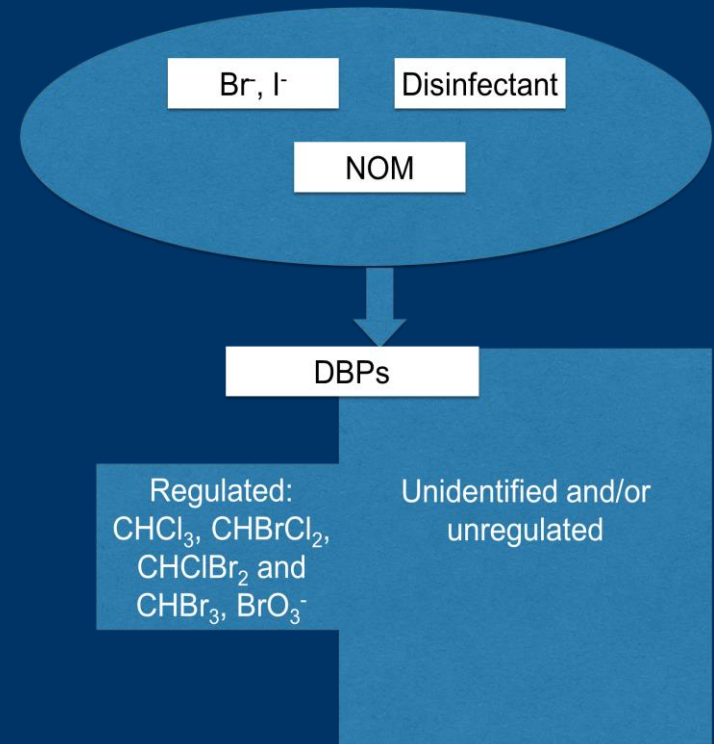 Br⁻, I⁻
Disinfectant
NOM
DBPs
Regulated:
CHCl₃, CHBrCl₂,
CHClBr₂ and
CHBr₃, BrO₃⁻
Unidentified and/or
unregulated